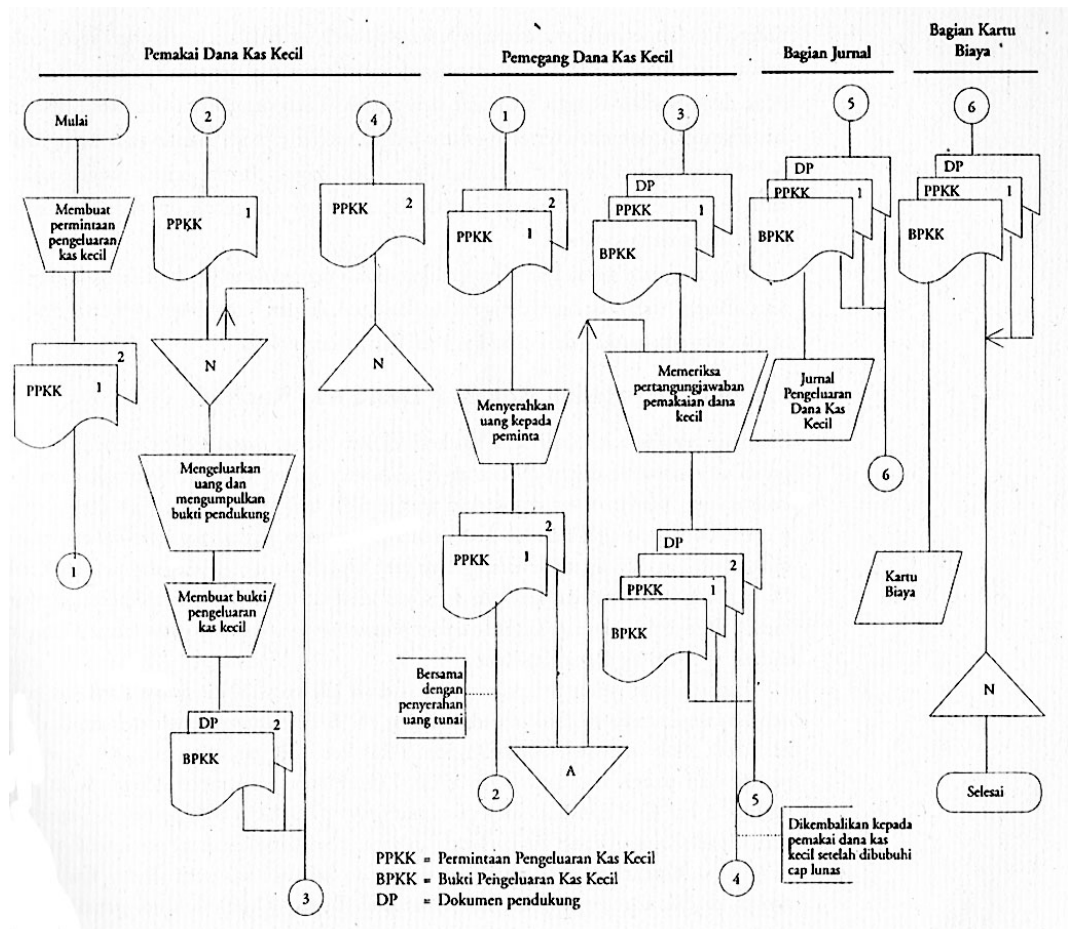 Pemakai Dana Kas Kecil
Mulai
Membuat
permintaan
pengeluaran
kas kecil
2
PPKK
1
1
2
PPKK
1
N
Mengeluarkan
uang dan
mengumpulkan
bukti pendukung
Membuat bukti
pengeluaran
kas kecil
DP
2
BPKK
3
4
PPKK
2
N
Pemegang Dana Kas Kecil
1
2
PPKK
1
Menyerahkan
uang kepada
peminta
2
PPKK
1
Bersama
dengan
penyerahan
uang tunai
2
A
3
DP
PPKK
1
BPKK
Memeriksa
pertangungjawaban
pemakaian dana
kecil
DP
2
PPKK
1
BPKK
5
4
Dikembalikan kepada
pemakai dana kas
kecil setelah dibubuhi
cap lunas
Bagian Jurnal
5
DP
PPKK
1
BPKK
Jurnal
Pengeluaran
Dana Kas
Kecil
6
Bagian Kartu
Biaya
6
DP
PPKK
1
BPKK
Kartu
Biaya
N
Selesai
PPKK = Permintaan Pengeluaran Kas Kecil
BPKK = Bukti Pengeluaran Kas Kecil
DP = Dokumen pendukung